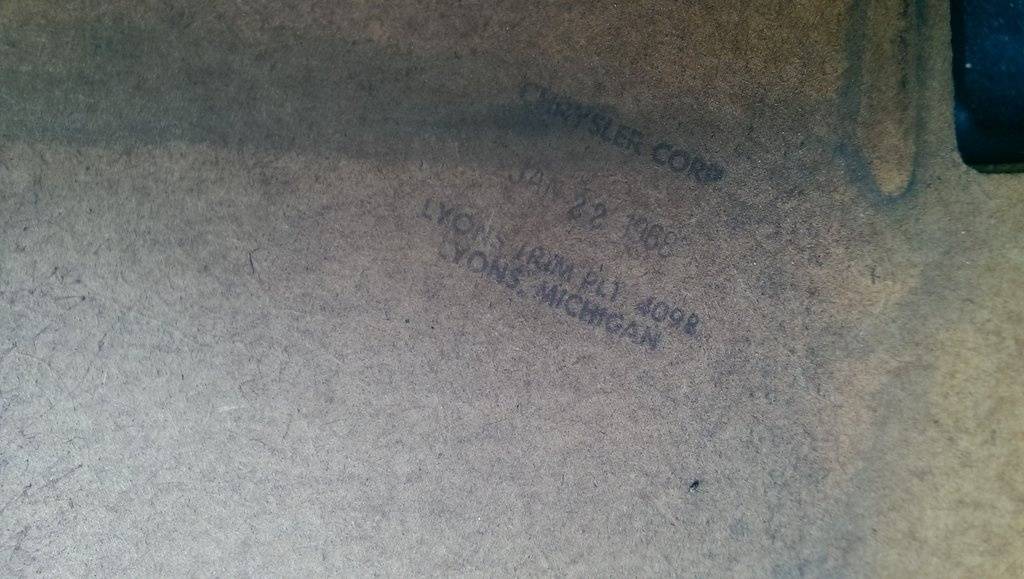 CHRYSLER CORP
JAN 22 1968
LYONS TRIM PLT 4098
LYONS, MICHIGAN